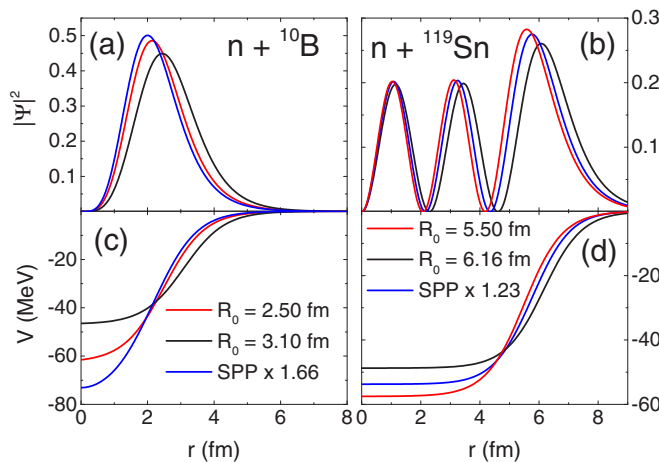 (a) n + ¹⁰B
n + ¹¹⁹Sn (b)
0.5
0.4
0.3
0.2
0.1
|Ψ|²
0.3
0.2
0.1
(c)
R₀ = 2.50 fm
R₀ = 3.10 fm
SPP x 1.66
R₀ = 5.50 fm
R₀ = 6.16 fm
SPP x 1.23
(d)
V (MeV)
-20
-40
-60
-80
-20
-40
-60
0 2 4 6 8
0 2 4 6 8
r (fm)
r (fm)